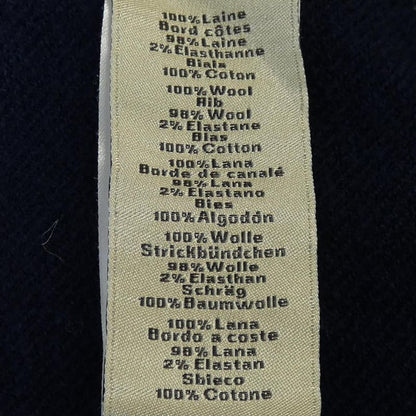 100% Laine
Bord côtes
98% Laine
2% Elasthanne
Biais
100% Coton
100% Wool
Rib
98% Wool
2% Elastane
Bias
100% Cotton
100% Lana
Borde de canalé
98% Lana
2% Elastano
Bies
100% Algodón
100% Wolle
Strickbündchen
98% Wolle
2% Elasthan
Schräg
100% Baumwolle
100% Lana
Bordo a coste
98% Lana
2% Elastan
Sbieco
100% Cotone